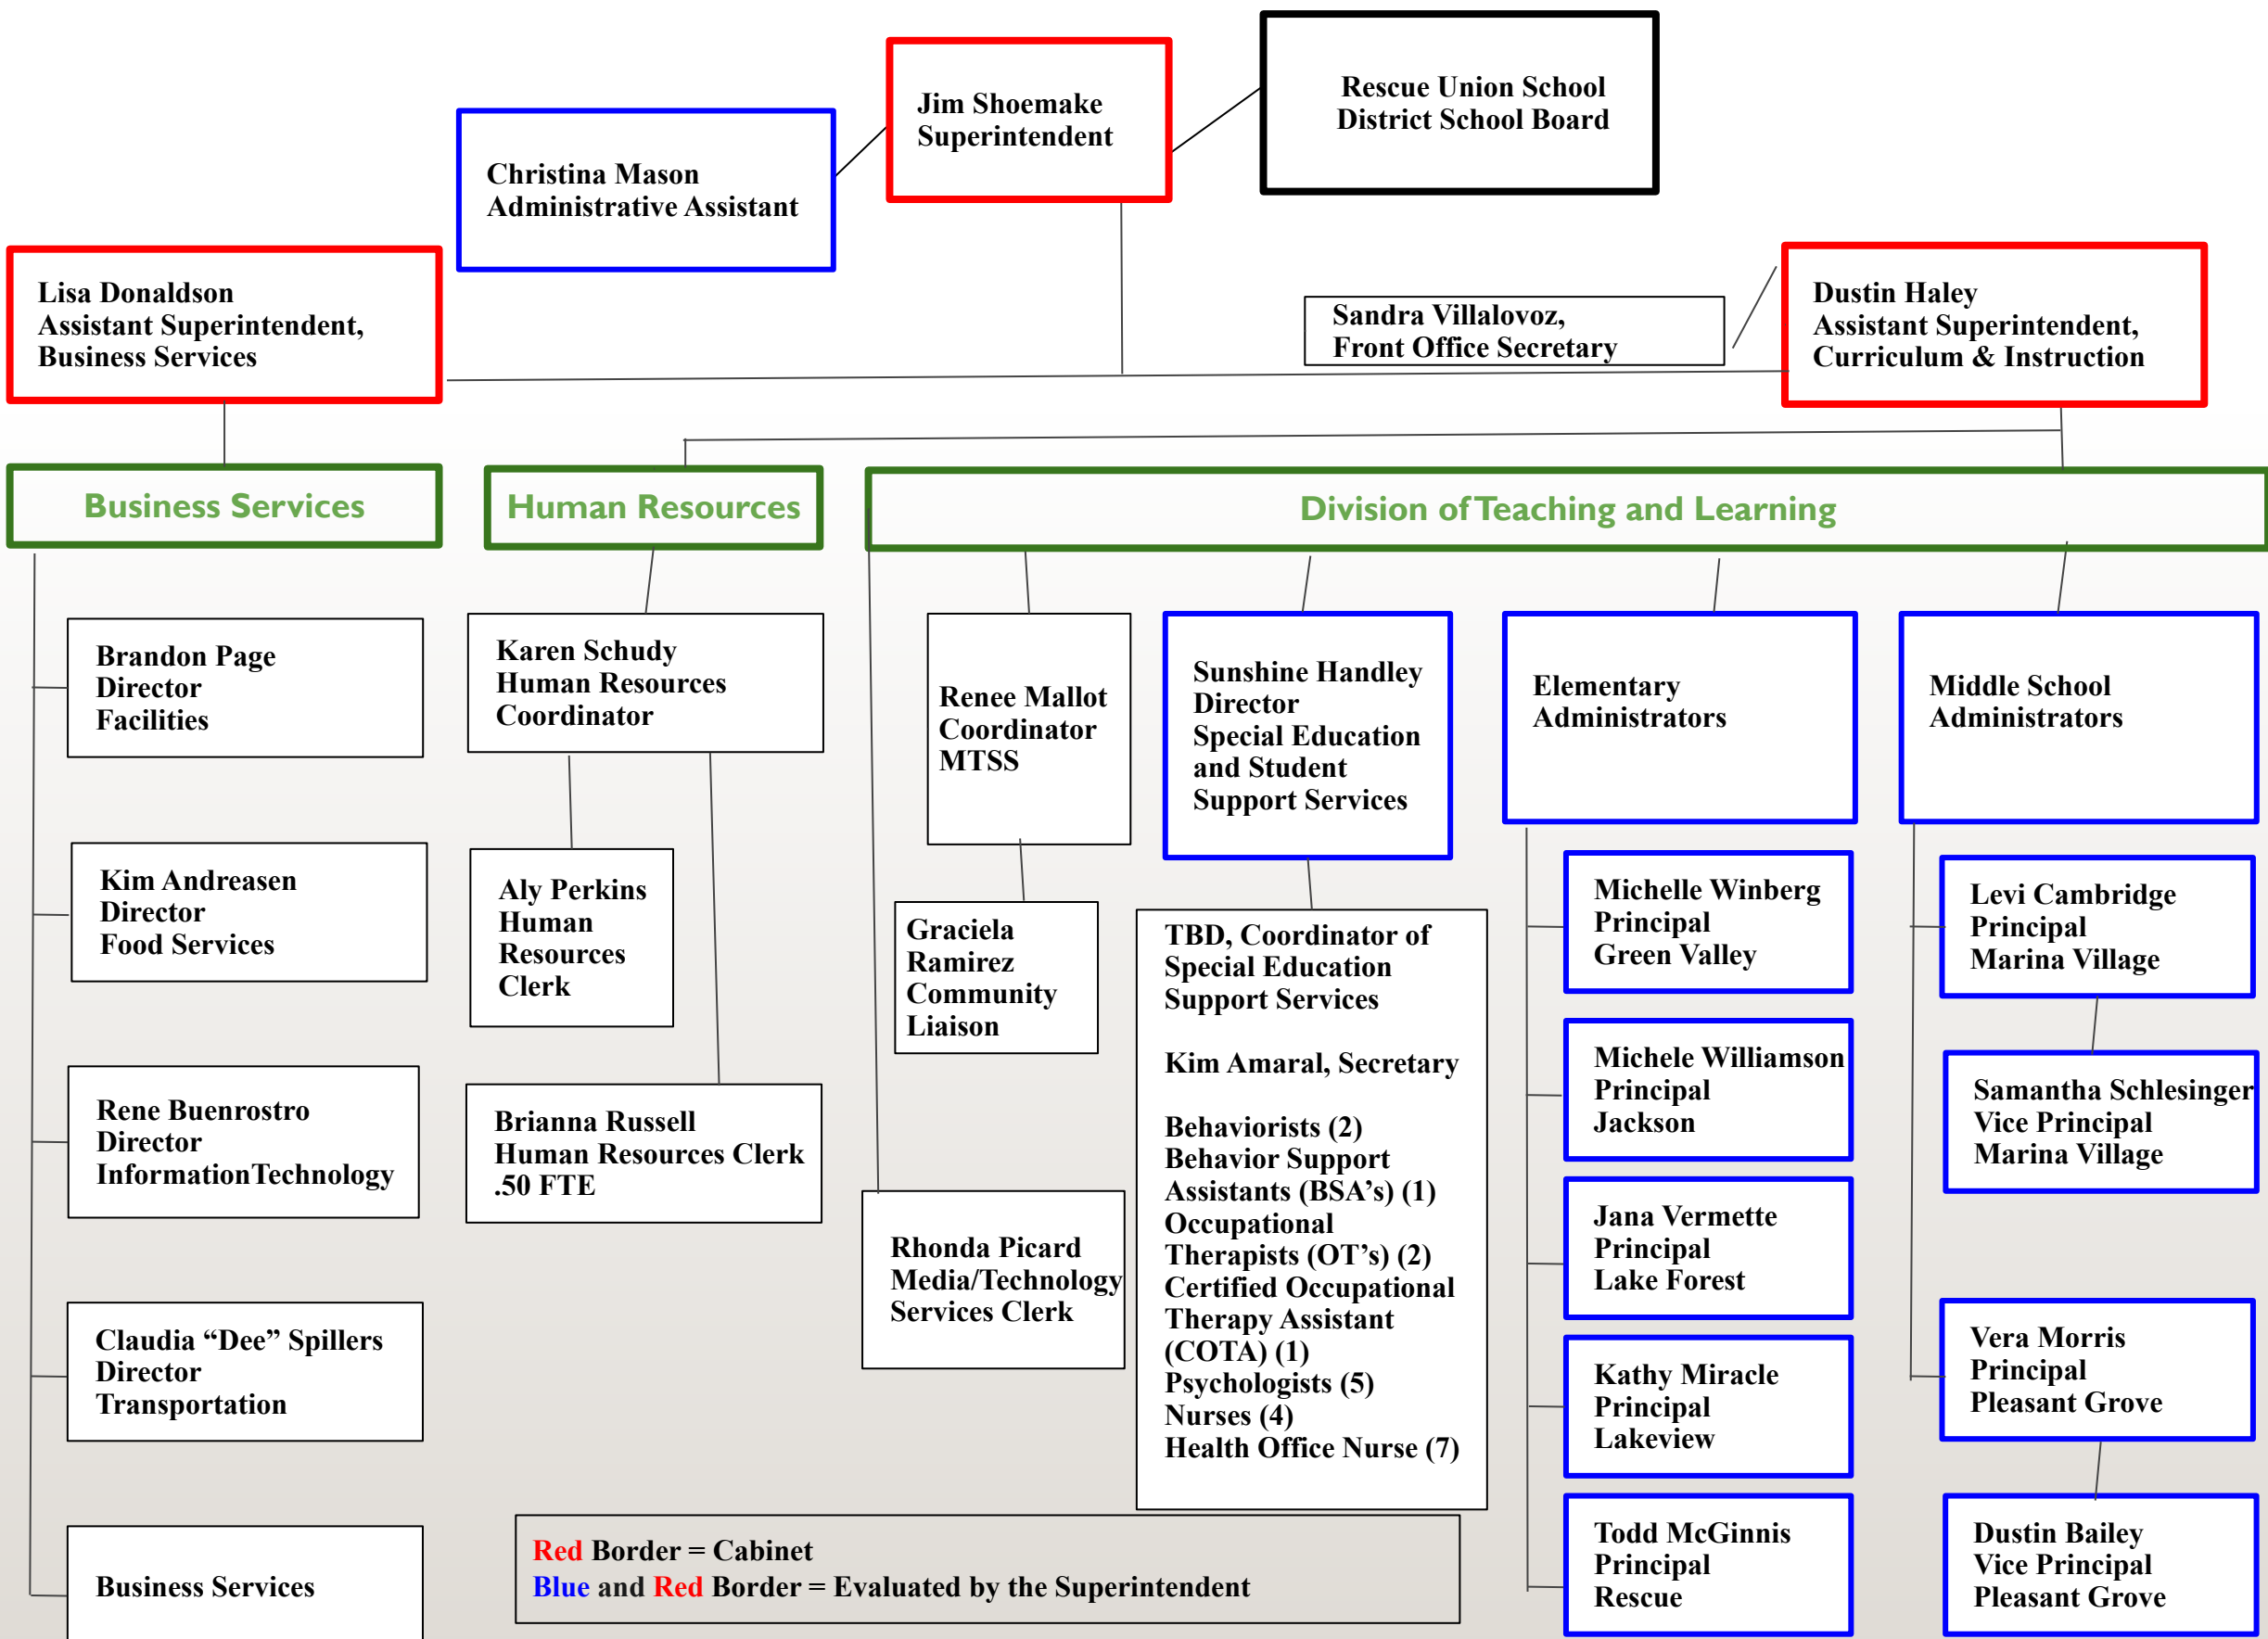 Rescue Union School
District School Board
Jim Shoemake
Superintendent
Christina Mason
Administrative Assistant
Lisa Donaldson
Assistant Superintendent,
Business Services
Sandra Villalovoz,
Front Office Secretary
Dustin Haley
Assistant Superintendent,
Curriculum & Instruction
Business Services
Human Resources
Division of Teaching and Learning
Brandon Page
Director
Facilities
Kim Andreasen
Director
Food Services
Rene Buenrostro
Director
InformationTechnology
Claudia “Dee” Spillers
Director
Transportation
Business Services
Karen Schudy
Human Resources
Coordinator
Aly Perkins
Human
Resources
Clerk
Brianna Russell
Human Resources Clerk
.50 FTE
Renee Mallot
Coordinator
MTSS
Graciela
Ramirez
Community
Liaison
Rhonda Picard
Media/Technology
Services Clerk
Sunshine Handley
Director
Special Education
and Student
Support Services
TBD, Coordinator of
Special Education
Support Services
Kim Amaral, Secretary
Behaviorists (2)
Behavior Support
Assistants (BSA’s) (1)
Occupational
Therapists (OT’s) (2)
Certified Occupational
Therapy Assistant
(COTA) (1)
Psychologists (5)
Nurses (4)
Health Office Nurse (7)
Elementary
Administrators
Michelle Winberg
Principal
Green Valley
Michele Williamson
Principal
Jackson
Jana Vermette
Principal
Lake Forest
Kathy Miracle
Principal
Lakeview
Todd McGinnis
Principal
Rescue
Middle School
Administrators
Levi Cambridge
Principal
Marina Village
Samantha Schlesinger
Vice Principal
Marina Village
Vera Morris
Principal
Pleasant Grove
Dustin Bailey
Vice Principal
Pleasant Grove
Red Border = Cabinet
Blue and Red Border = Evaluated by the Superintendent